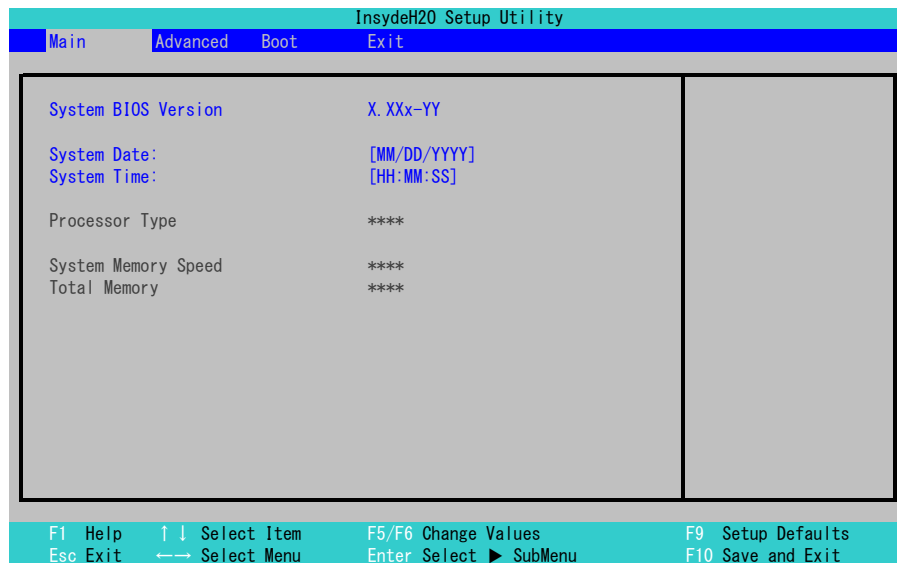 InsydeH2O Setup Utility
Main Advanced Boot Exit
System BIOS Version X.XXx-YY
System Date: [MM/DD/YYYY]
System Time: [HH:MM:SS]
Processor Type ****
System Memory Speed ****
Total Memory ****
F1 Help ↑↓ Select Item F5/F6 Change Values F9 Setup Defaults
Esc Exit ←→ Select Menu Enter Select ▶ SubMenu F10 Save and Exit